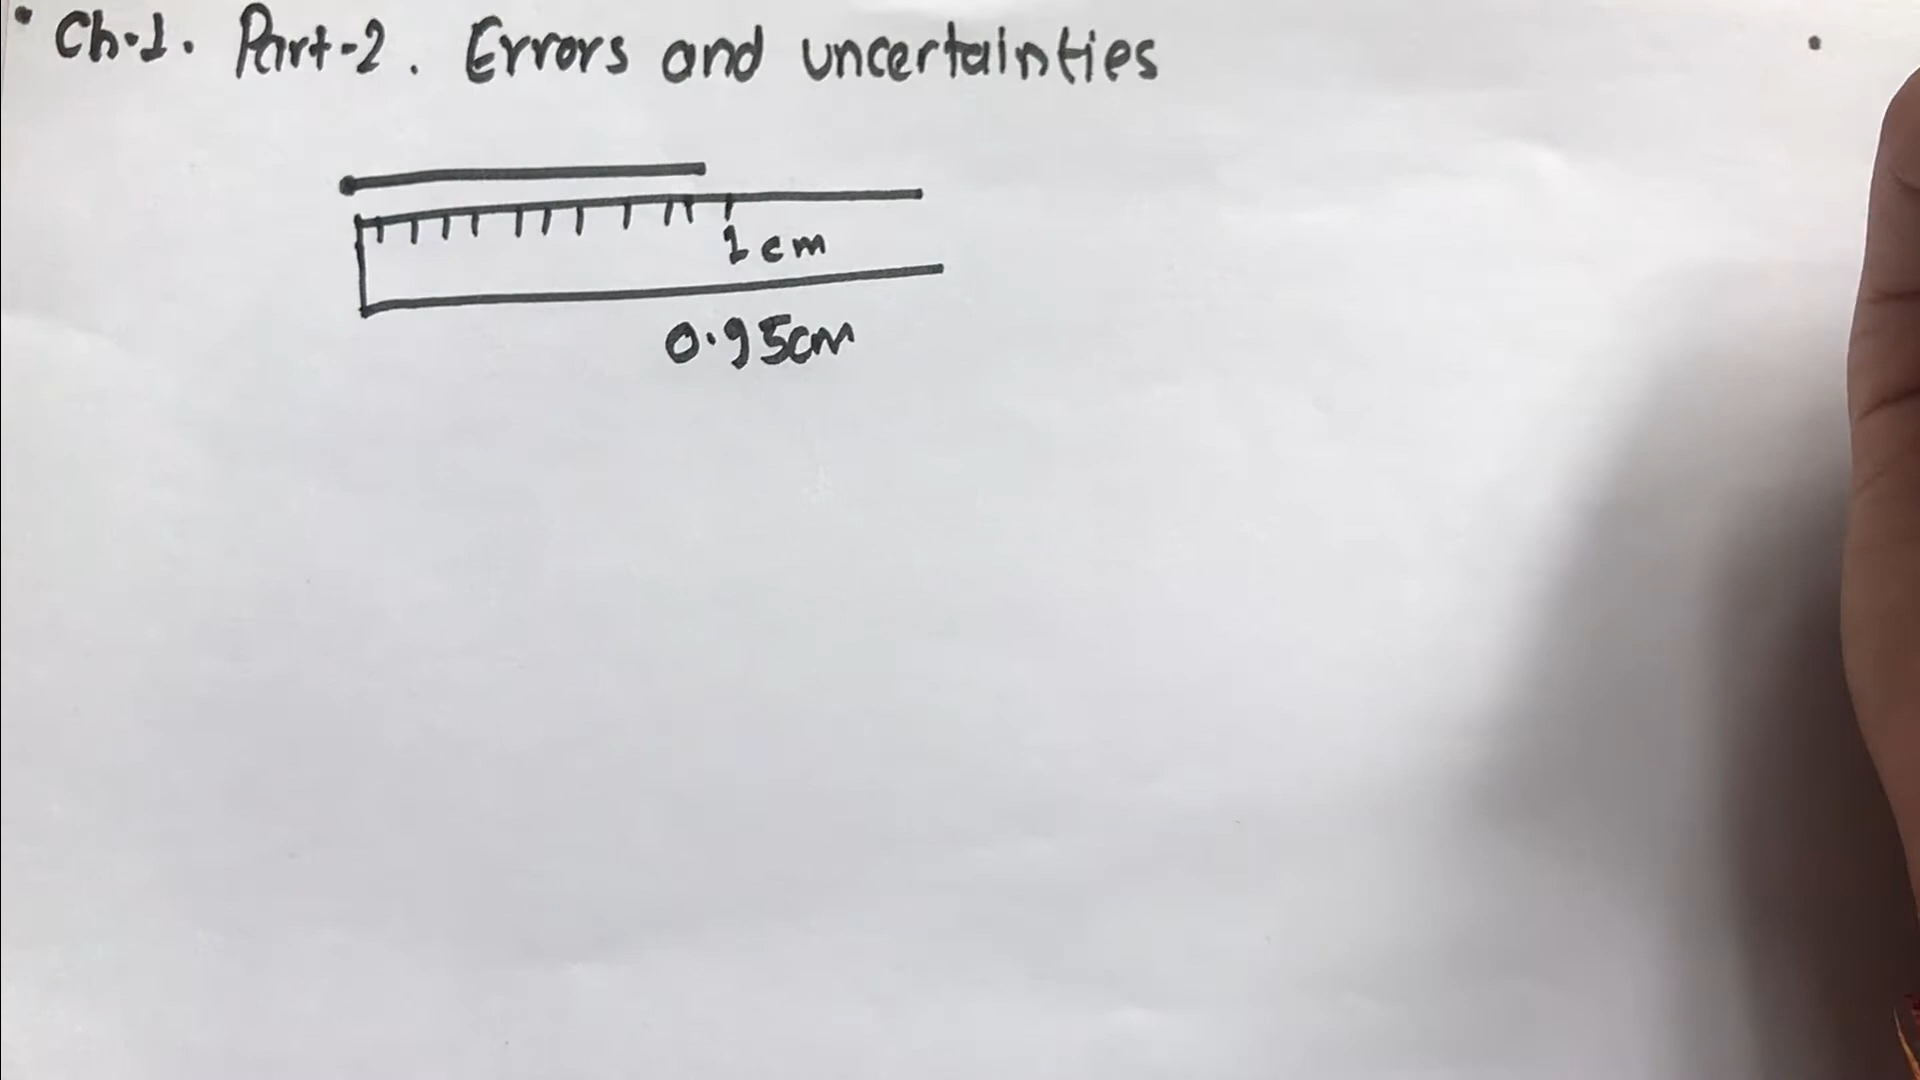 Ch.1. Part-2. Errors and uncertainties
1cm
0.95cm